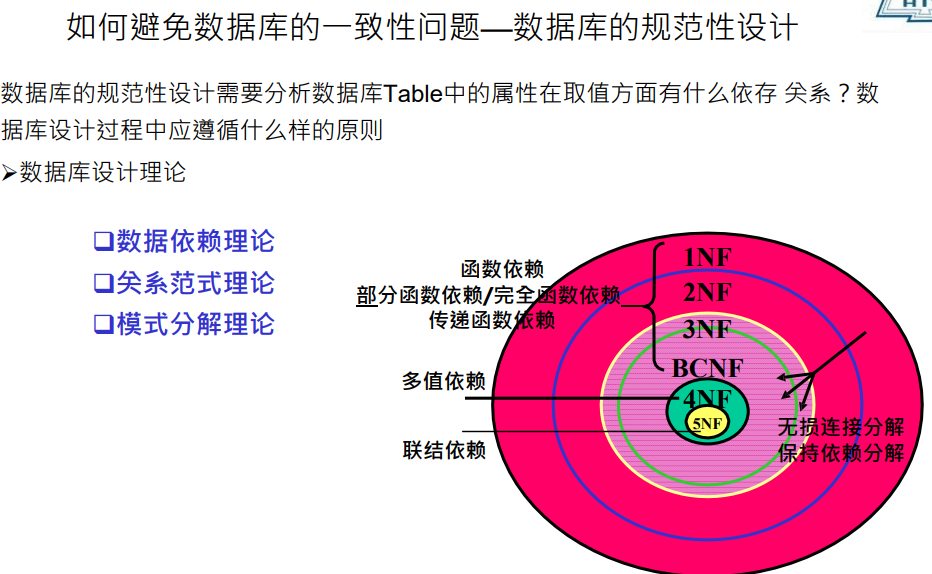 如何避免数据库的一致性问题—数据库的规范性设计
数据库的规范性设计需要分析数据库Table中的属性在取值方面有什么依存 关系？数
据库设计过程中应遵循什么样的原则
➢数据库设计理论
❑数据依赖理论
❑关系范式理论
❑模式分解理论
函数依赖
部分函数依赖/完全函数依赖
传递函数依赖
多值依赖
联结依赖
1NF
2NF
3NF
BCNF
4NF
5NF
无损连接分解
保持依赖分解